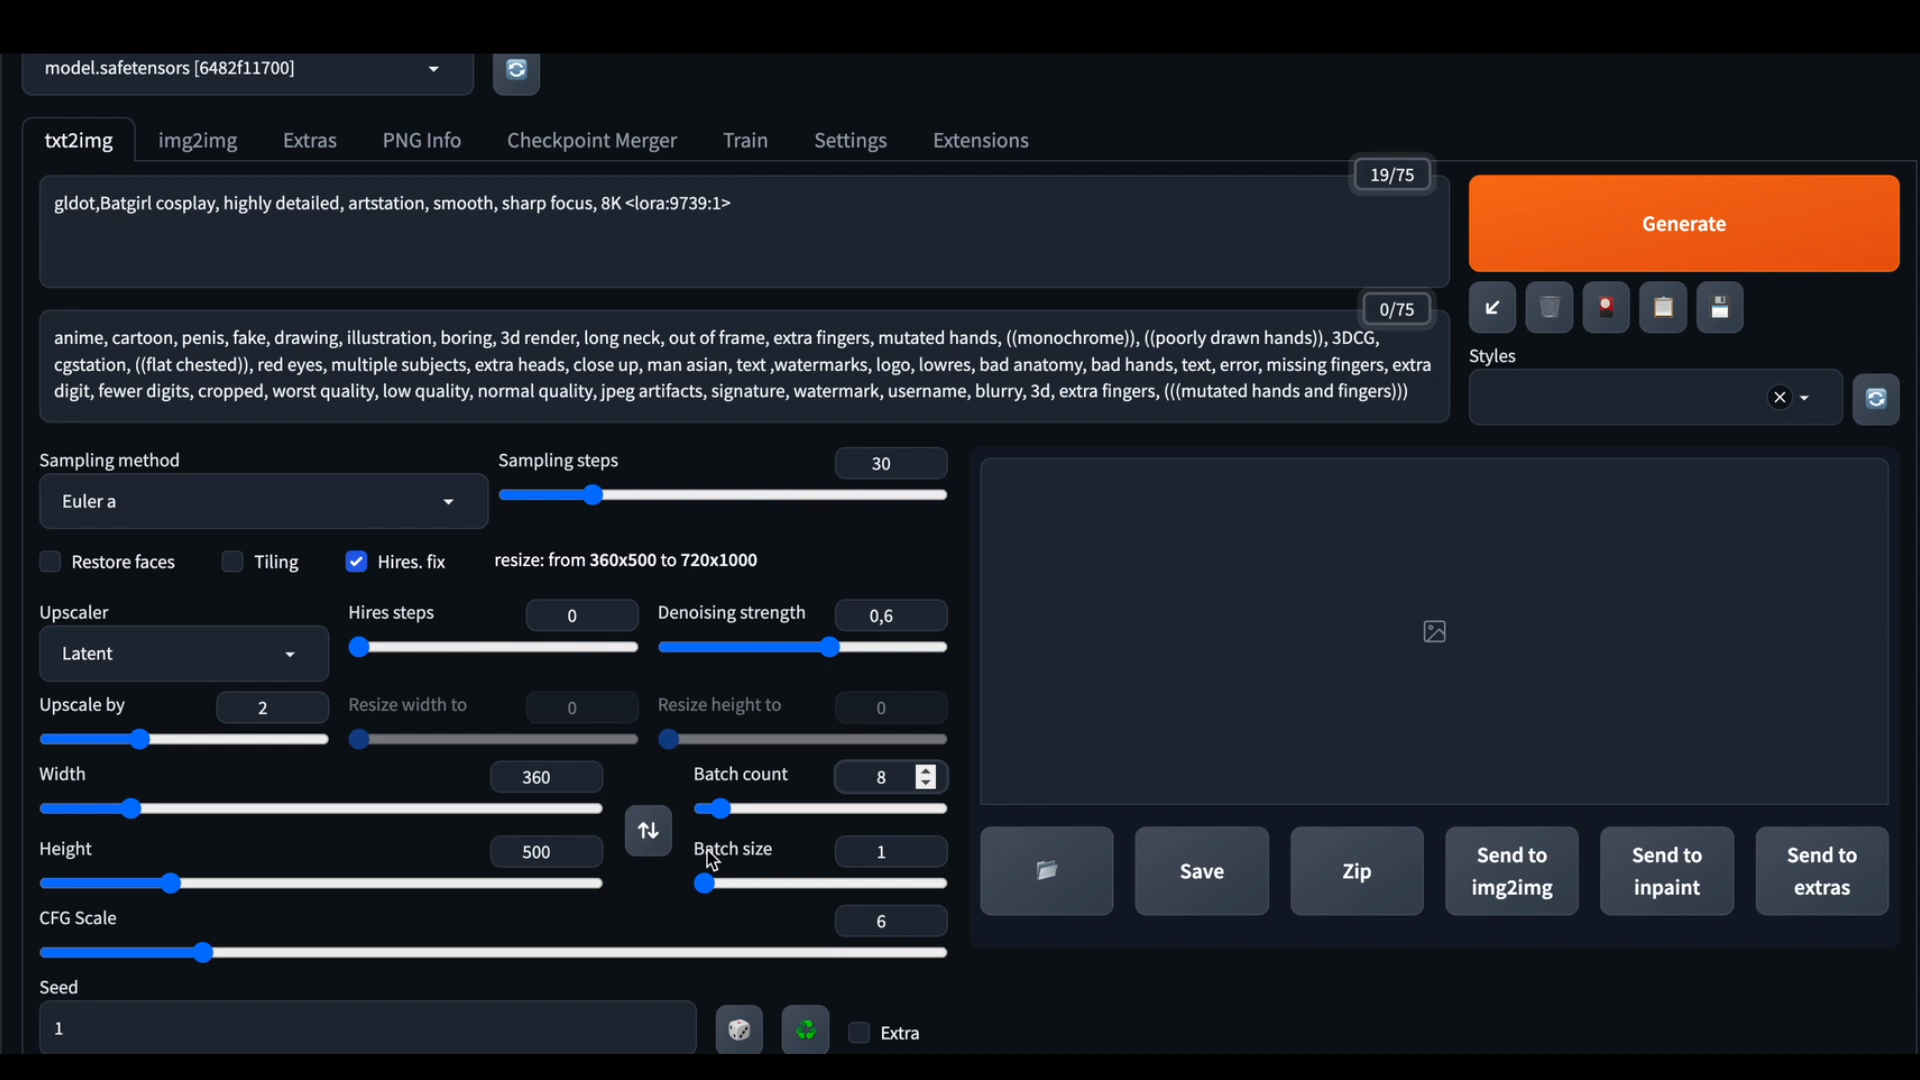 model.safetensors [6482f11700]
txt2img img2img Extras PNG Info Checkpoint Merger Train Settings Extensions
19/75
gldot,Batgirl cosplay, highly detailed, artstation, smooth, sharp focus, 8K <lora:9739:1>
Generate
0/75
anime, cartoon, penis, fake, drawing, illustration, boring, 3d render, long neck, out of frame, extra fingers, mutated hands, ((monochrome)), ((poorly drawn hands)), 3DCG,
cgstation, ((flat chested)), red eyes, multiple subjects, extra heads, close up, man asian, text ,watermarks, logo, lowres, bad anatomy, bad hands, text, error, missing fingers, extra
digit, fewer digits, cropped, worst quality, low quality, normal quality, jpeg artifacts, signature, watermark, username, blurry, 3d, extra fingers, (((mutated hands and fingers)))
Styles
Sampling method
Euler a
Sampling steps 30
Restore faces Tiling Hires. fix resize: from 360x500 to 720x1000
Upscaler
Latent
Hires steps 0
Denoising strength 0,6
Upscale by 2
Resize width to 0
Resize height to 0
Width 360
Batch count 8
Height 500
Batch size 1
CFG Scale 6
Seed
1
Extra
Save
Zip
Send to
img2img
Send to
inpaint
Send to
extras